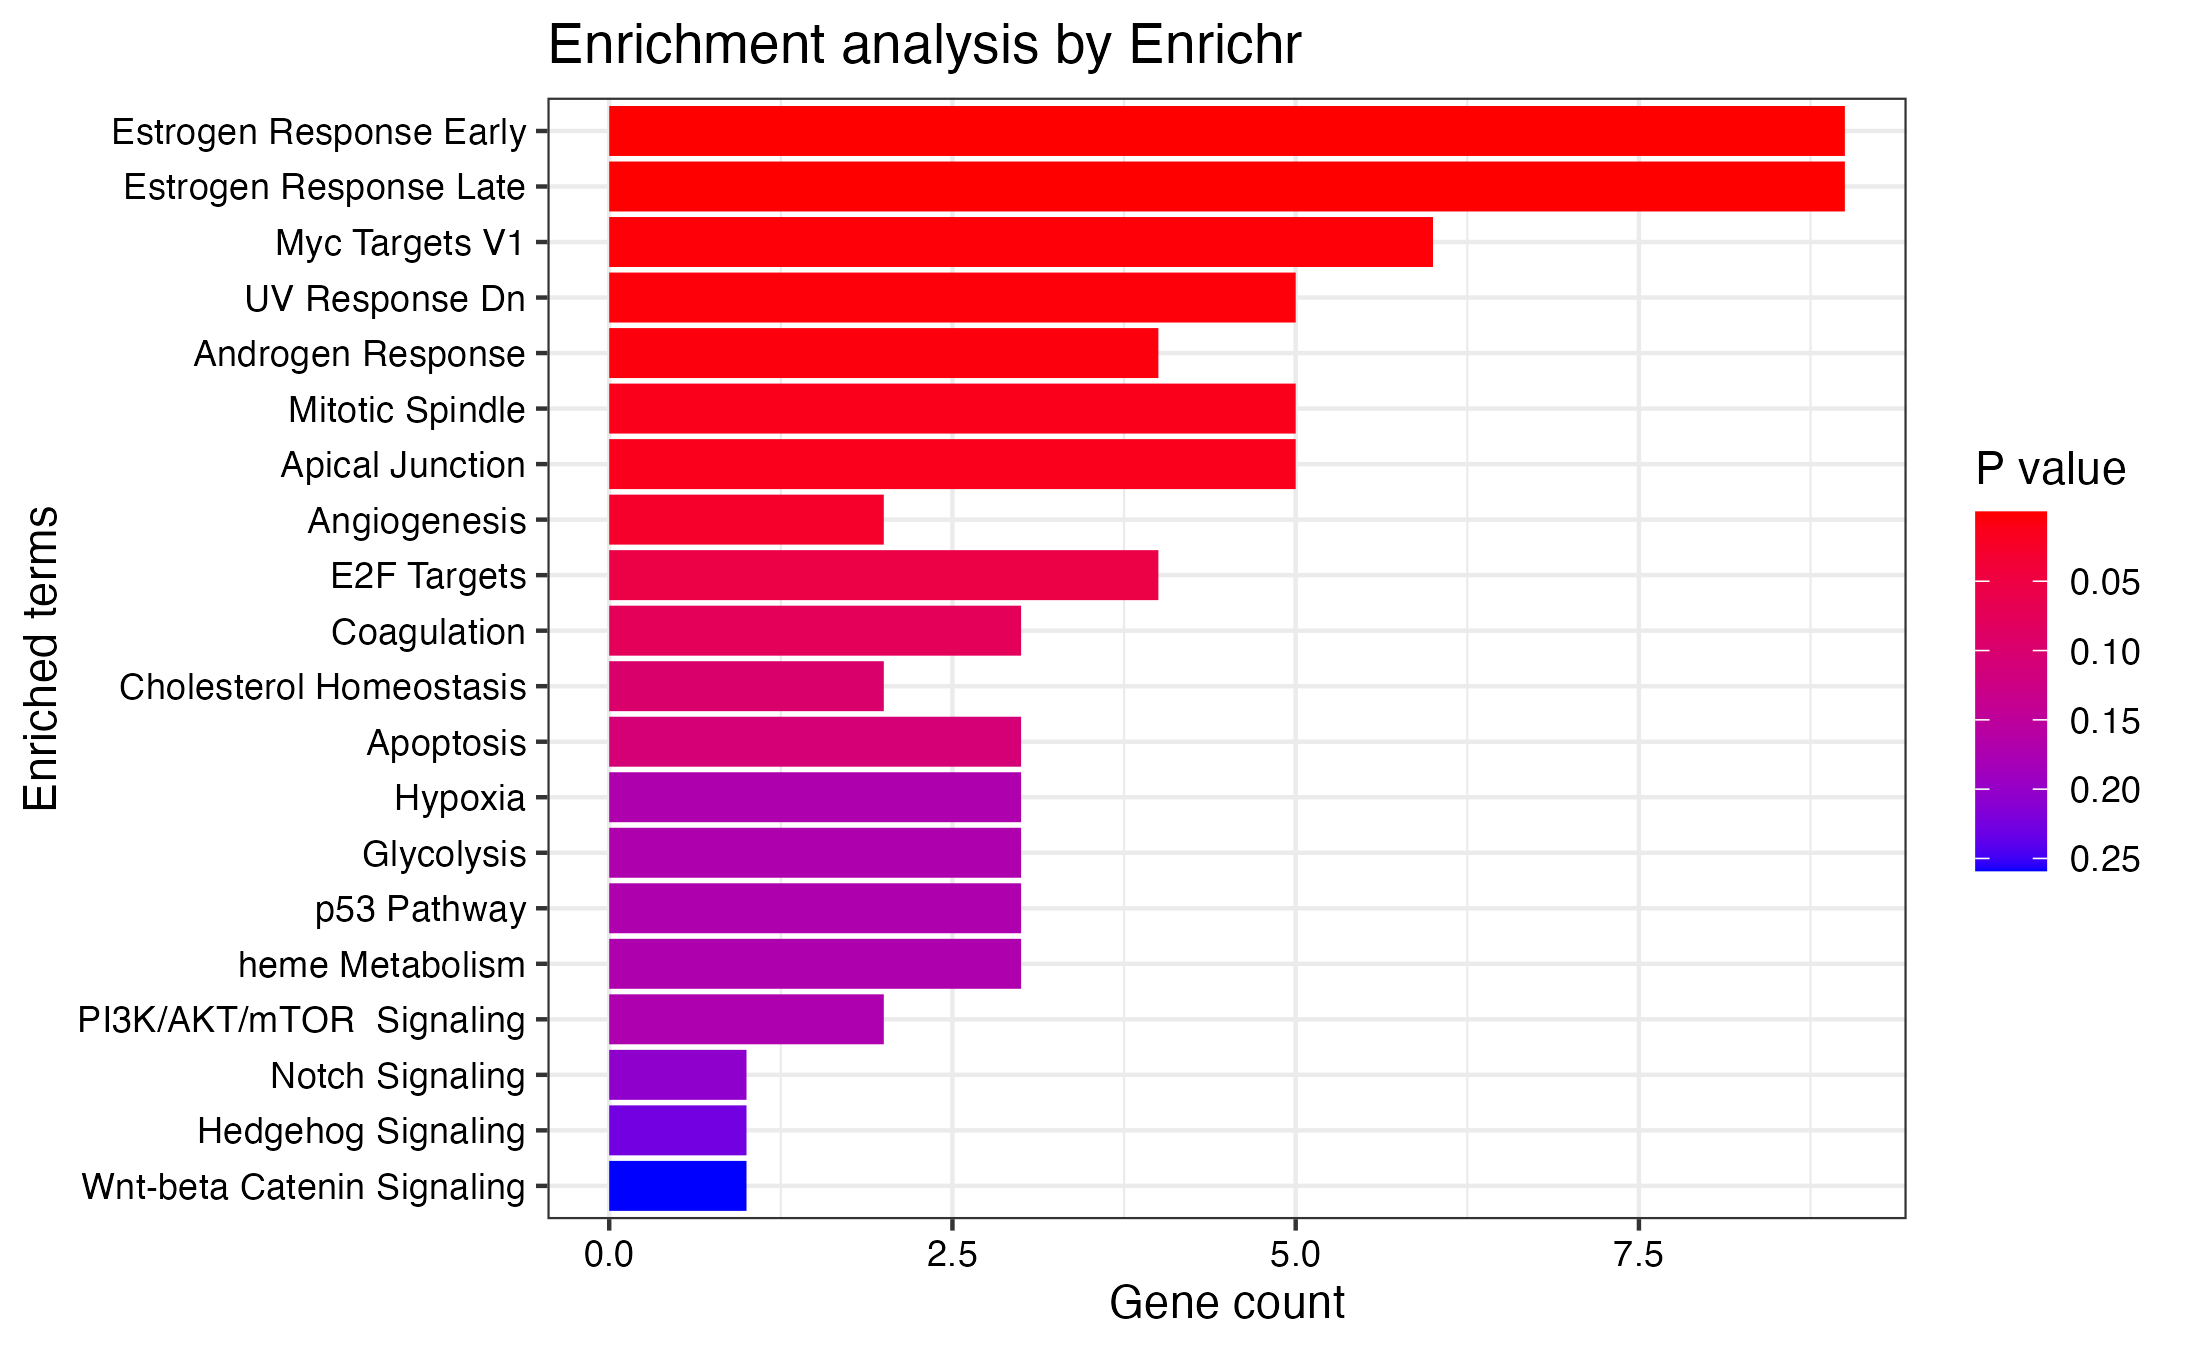 Enrichment analysis by Enrichr
Estrogen Response Early
Estrogen Response Late
Myc Targets V1
UV Response Dn
Androgen Response
Mitotic Spindle
Apical Junction
Angiogenesis
E2F Targets
Coagulation
Cholesterol Homeostasis
Apoptosis
Hypoxia
Glycolysis
p53 Pathway
heme Metabolism
PI3K/AKT/mTOR  Signaling
Notch Signaling
Hedgehog Signaling
Wnt-beta Catenin Signaling
Enriched terms
0.0 2.5 5.0 7.5
Gene count
P value
0.05
0.10
0.15
0.20
0.25